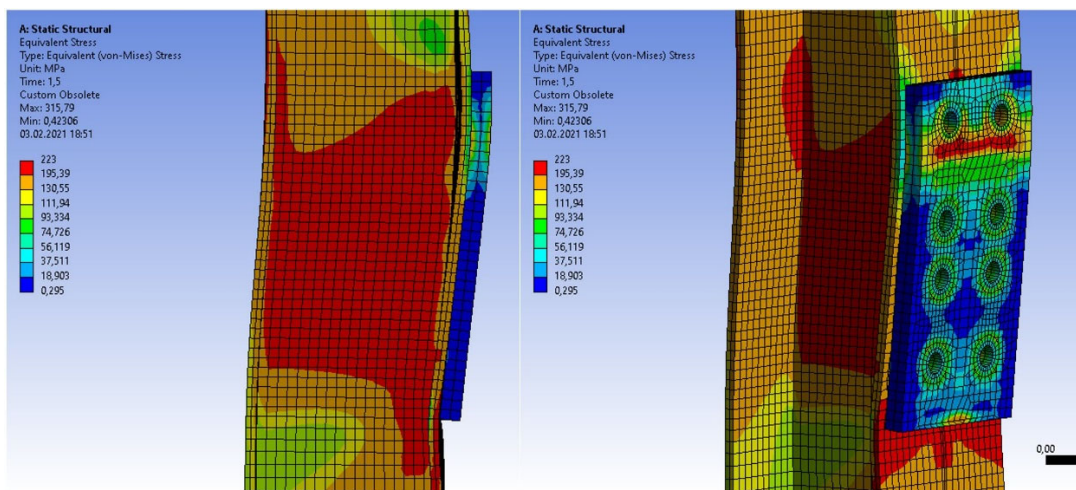 A: Static Structural
Equivalent Stress
Type: Equivalent (von-Mises) Stress
Unit: MPa
Time: 1,5
Custom Obsolete
Max: 315,79
Min: 0,42306
03.02.2021 18:51
223
195,39
130,55
111,94
93,334
74,726
56,119
37,511
18,903
0,295
A: Static Structural
Equivalent Stress
Type: Equivalent (von-Mises) Stress
Unit: MPa
Time: 1,5
Custom Obsolete
Max: 315,79
Min: 0,42306
03.02.2021 18:51
223
195,39
130,55
111,94
93,334
74,726
56,119
37,511
18,903
0,295
0,00